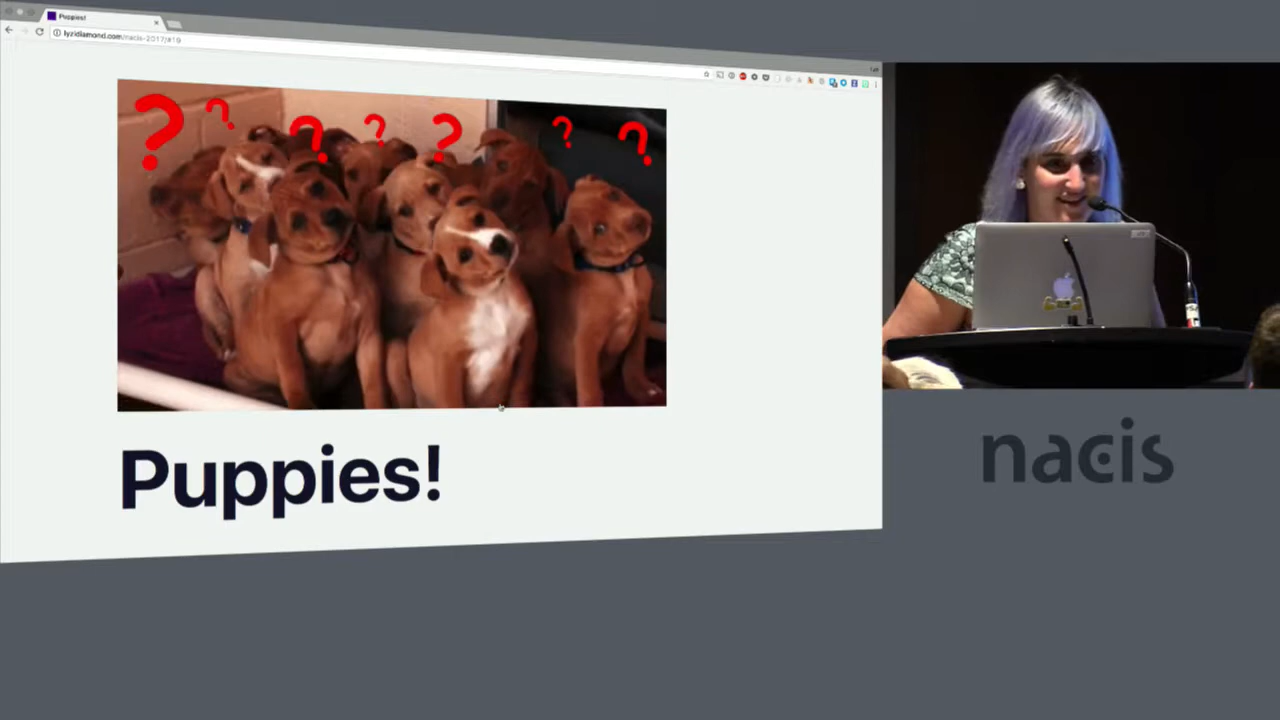 Puppies!
lyzidiamond.com/nacis-2017/#19
? ? ? ? ? ? ?
Puppies!
nacis